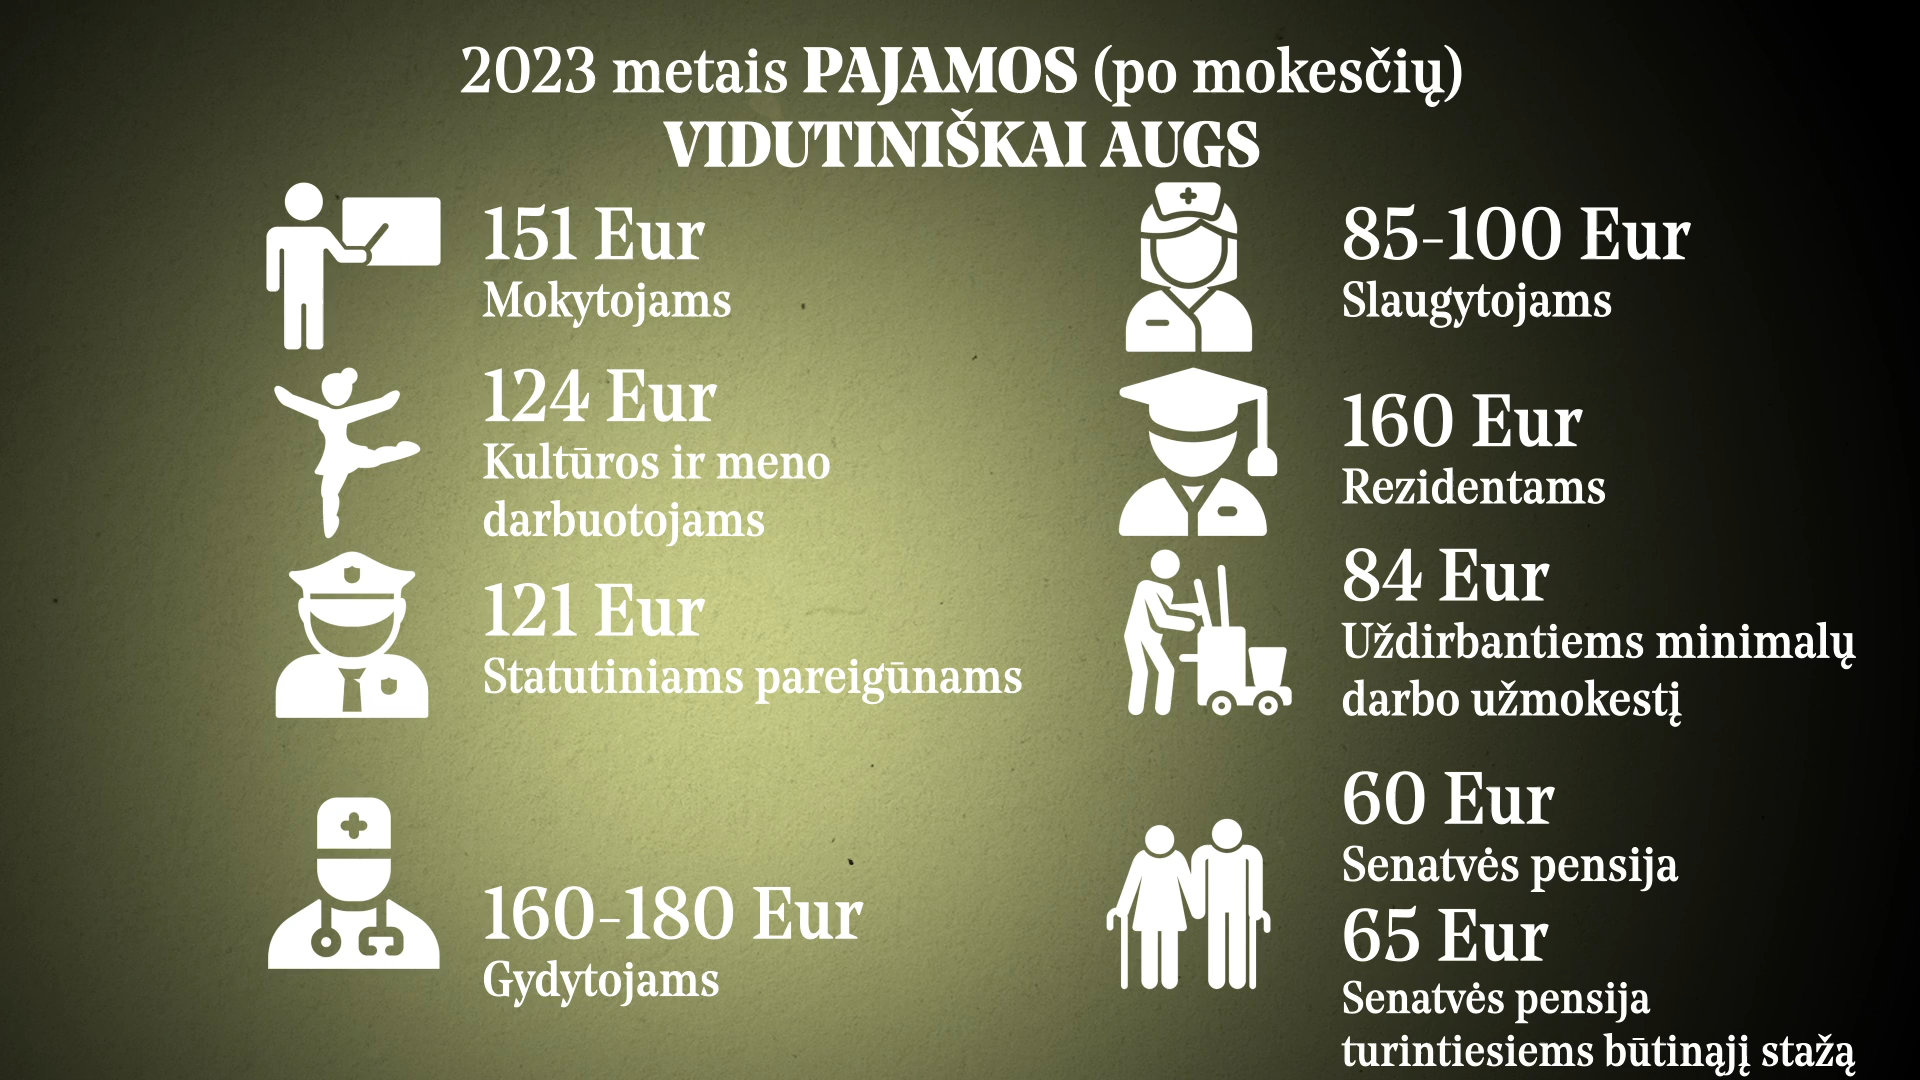 2023 metais PAJAMOS (po mokesčių)
VIDUTINIŠKAI AUGS
151 Eur
Mokytojams
124 Eur
Kultūros ir meno
darbuotojams
121 Eur
Statutiniams pareigūnams
160-180 Eur
Gydytojams
85-100 Eur
Slaugytojams
160 Eur
Rezidentams
84 Eur
Uždirbantiems minimalų
darbo užmokestį
60 Eur
Senatvės pensija
65 Eur
Senatvės pensija
turintiesiems būtinąjį stažą